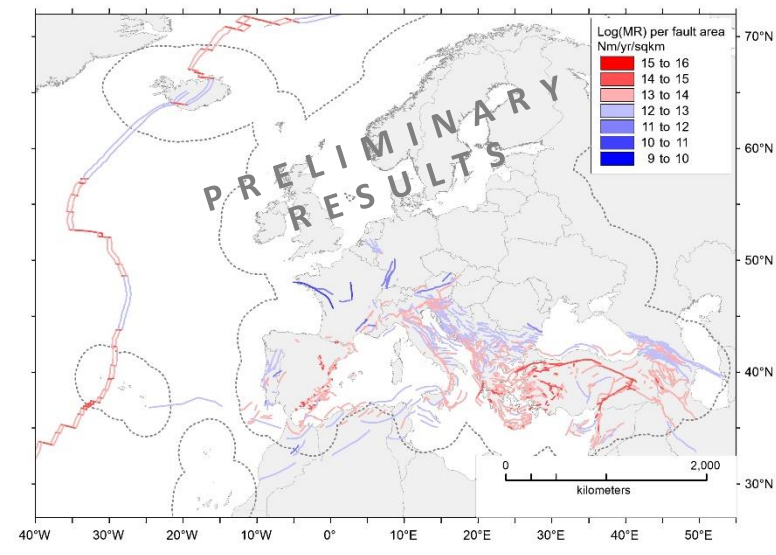 Log(MR) per fault area
Nm/yr/sqkm
15 to 16
14 to 15
13 to 14
12 to 13
11 to 12
10 to 11
9 to 10
PRELIMINARY
RESULTS
70°N
60°N
50°N
40°N
30°N
0 2,000
kilometers
40°W 30°W 20°W 10°W 0° 10°E 20°E 30°E 40°E 50°E